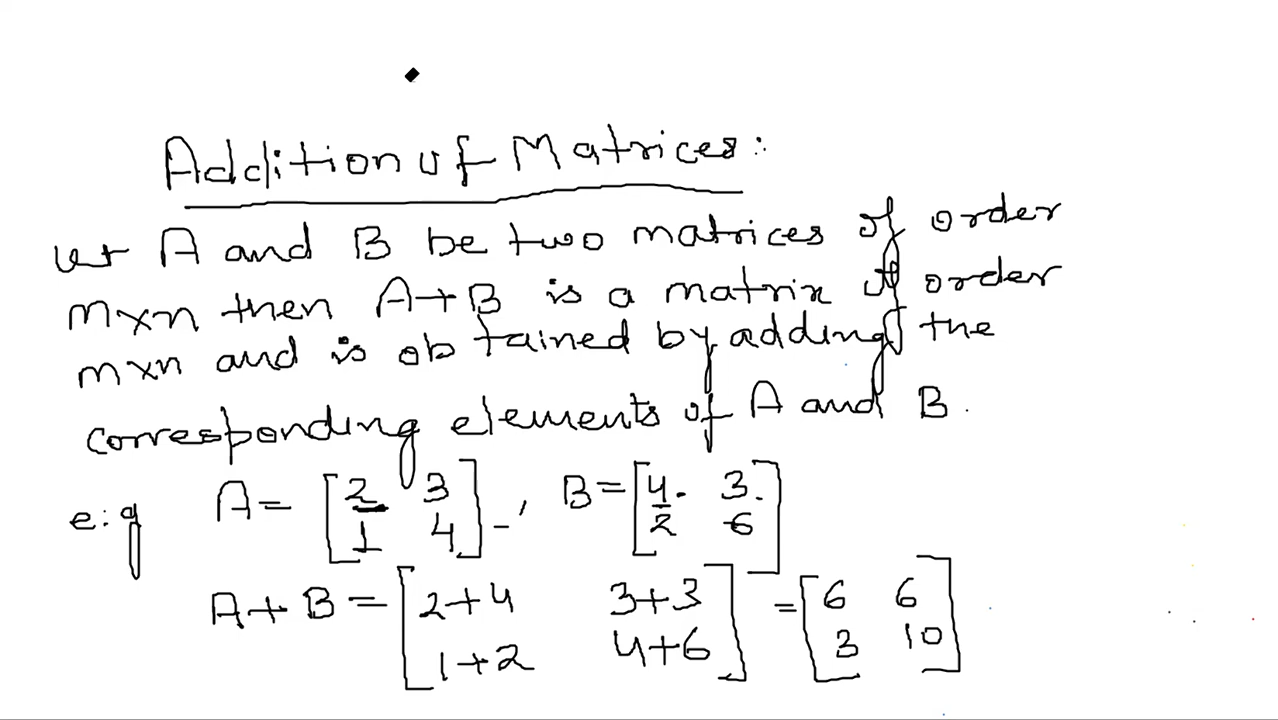 Addition of Matrices:
Let A and B be two matrices of order
m×n then A+B is a matrix of order
m×n and is obtained by adding the
corresponding elements of A and B.
e.g A = [2 3 , B = [4 3
1 4] 2 6]
A+B = [2+4 3+3 = [6 6
1+2 4+6] 3 10]